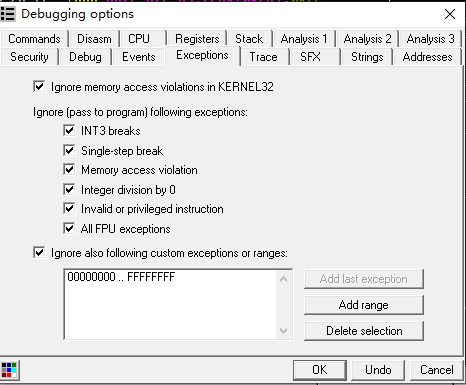 Debugging options
Commands Disasm CPU Registers Stack Analysis 1 Analysis 2 Analysis 3
Security Debug Events Exceptions Trace SFX Strings Addresses
Ignore memory access violations in KERNEL32
Ignore (pass to program) following exceptions:
INT3 breaks
Single-step break
Memory access violation
Integer division by 0
Invalid or privileged instruction
All FPU exceptions
Ignore also following custom exceptions or ranges:
00000000 .. FFFFFFFF
Add last exception
Add range
Delete selection
OK Undo Cancel